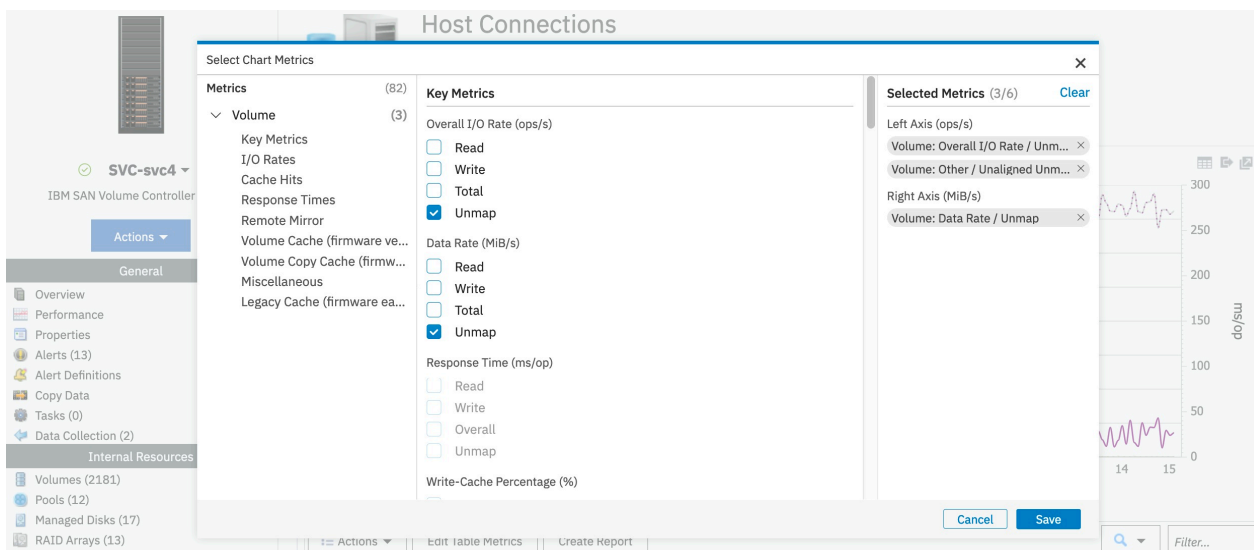 Host Connections
Select Chart Metrics
Metrics (82)
Volume (3)
Key Metrics
I/O Rates
Cache Hits
Response Times
Remote Mirror
Volume Cache (firmware ve...
Volume Copy Cache (firmw...
Miscellaneous
Legacy Cache (firmware ea...
Key Metrics
Overall I/O Rate (ops/s)
Read
Write
Total
Unmap
Data Rate (MiB/s)
Read
Write
Total
Unmap
Response Time (ms/op)
Read
Write
Overall
Unmap
Write-Cache Percentage (%)
Selected Metrics (3/6) Clear
Left Axis (ops/s)
Volume: Overall I/O Rate / Unm...
Volume: Other / Unaligned Unm...
Right Axis (MiB/s)
Volume: Data Rate / Unmap
Cancel Save
SVC-svc4
IBM SAN Volume Controller
Actions
General
Overview
Performance
Properties
Alerts (13)
Alert Definitions
Copy Data
Tasks (0)
Data Collection (2)
Internal Resources
Volumes (2181)
Pools (12)
Managed Disks (17)
RAID Arrays (13)
300
250
200
150
100
50
0
ms/op
14 15
Actions Edit Table Metrics Create Report Filter...